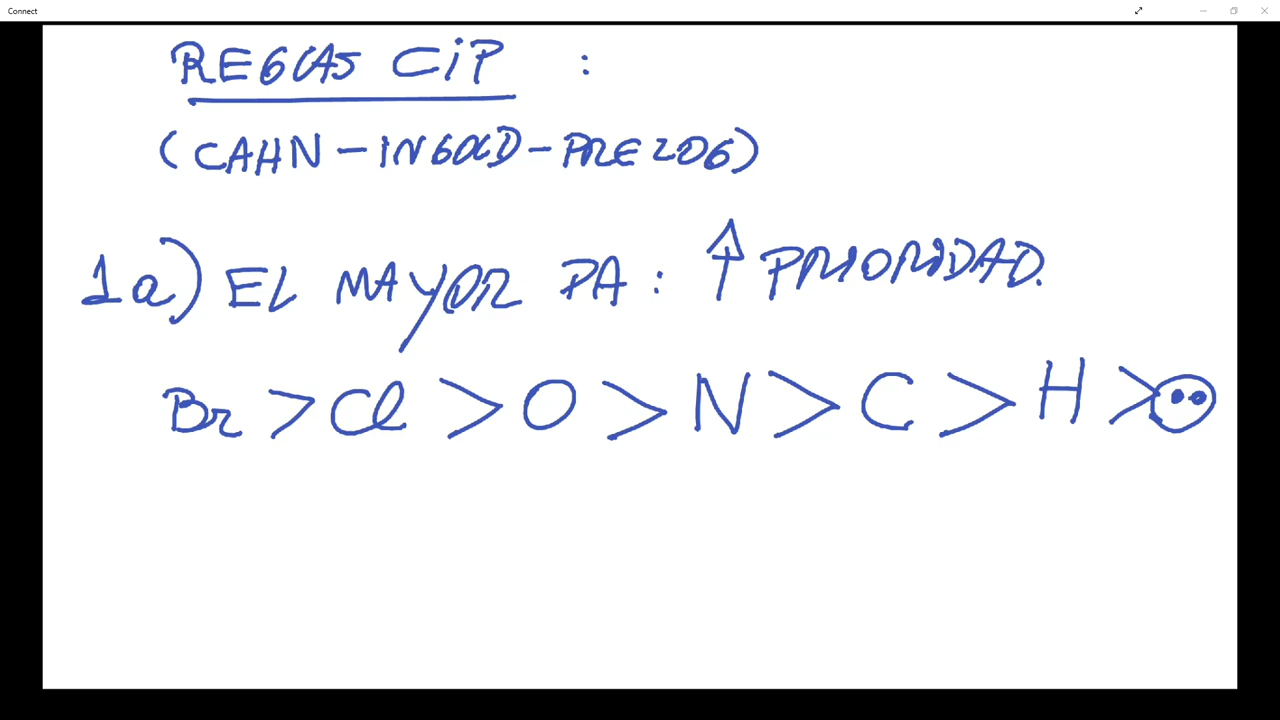 Connect
REGLAS CIP :
(CAHN-INGOLD-PRELOG)
1a) EL MAYOR PA: ↑ PRIORIDAD.
Br > Cl > O > N > C > H > ••